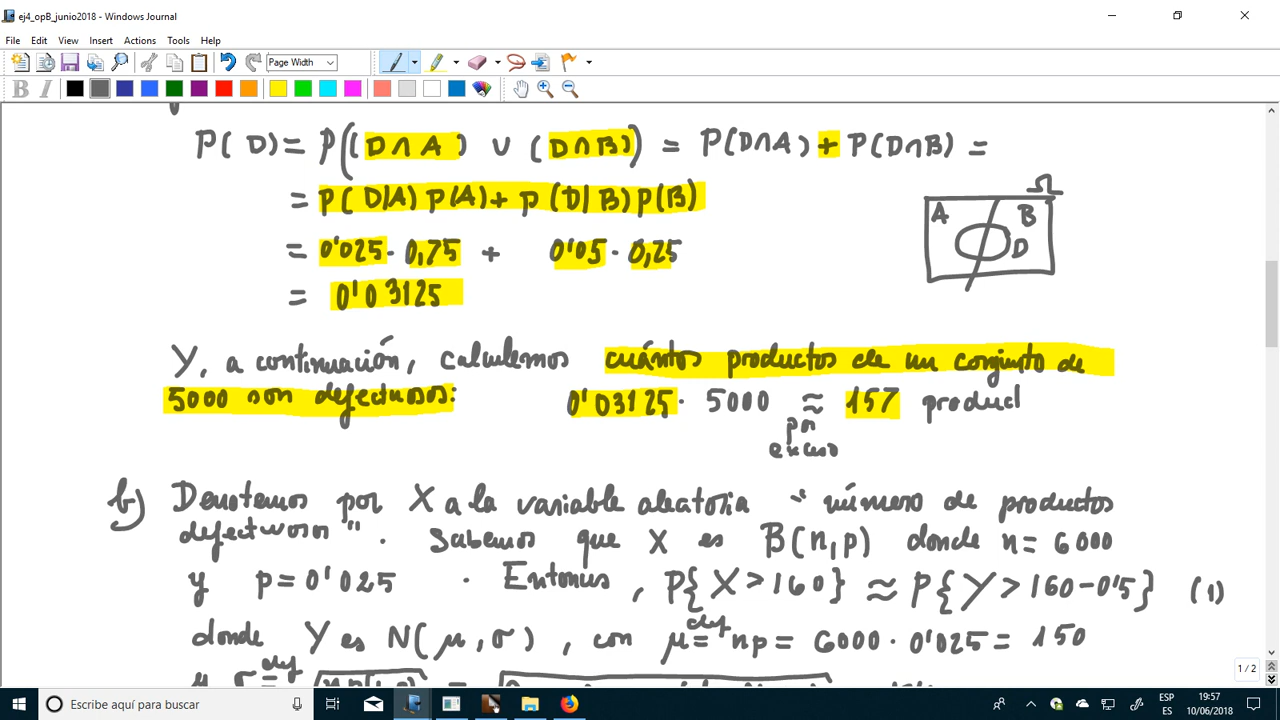 ej4_opB_junio2018 - Windows Journal
File Edit View Insert Actions Tools Help
Page Width
B I
P(D)= P((D∩A) ∪ (D∩B)) = P(D∩A) + P(D∩B) =
= P(D|A) P(A) + P(D|B) P(B)
= 0'025 · 0,75 + 0'05 · 0,25
= 0'03125
Ω
A B
D
Y, a continuación, calculemos cuántos productos de un conjunto de
5000 son defectuosos: 0'03125 · 5000 ≈ 157 product
por
exceso
b) Denotemos por X a la variable aleatoria "número de productos
defectuosos". Sabemos que X es B(n,p) donde n=6000
y p=0'025 . Entonces, P{X>160} ≈ P{Y>160-0'5} (1)
donde Y es N(μ,σ), con μ =def np = 6000·0'025 = 150
1 / 2
Escribe aquí para buscar
ESP
ES
19:57
10/06/2018